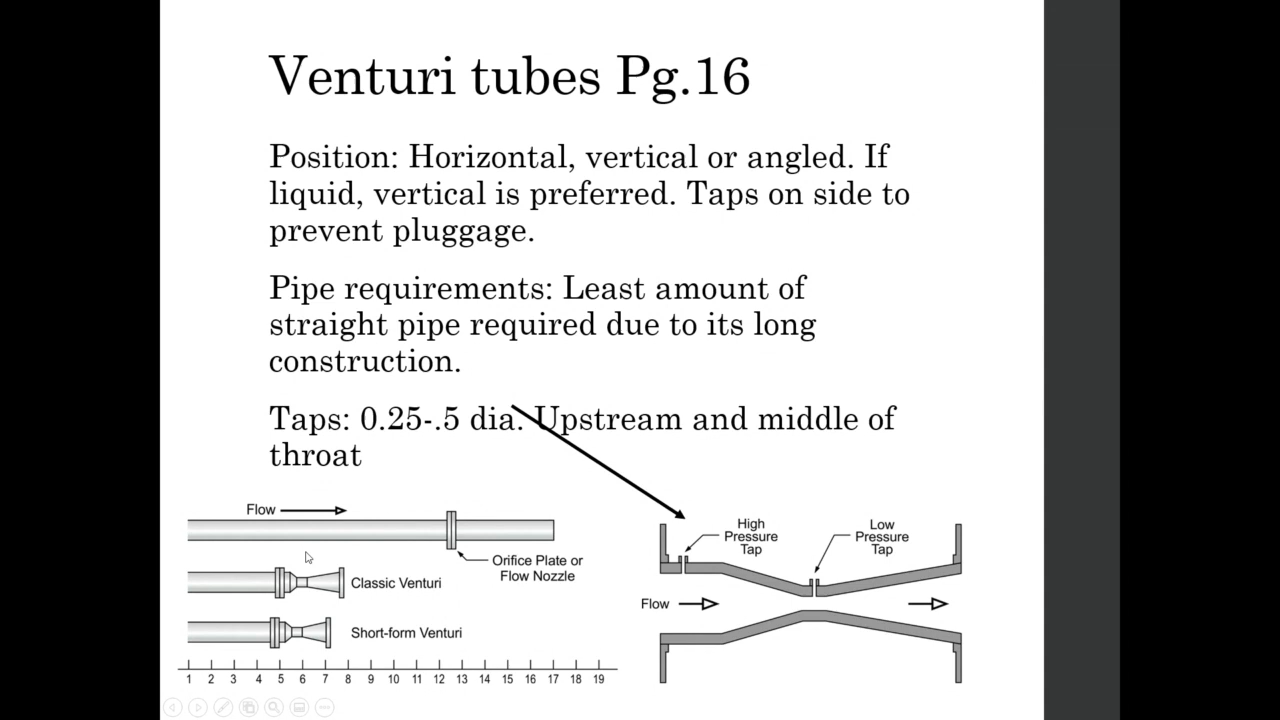 Venturi tubes Pg.16
Position: Horizontal, vertical or angled. If
liquid, vertical is preferred. Taps on side to
prevent pluggage.
Pipe requirements: Least amount of
straight pipe required due to its long
construction.
Taps: 0.25-.5 dia. Upstream and middle of
throat
Flow
Orifice Plate or
Flow Nozzle
Classic Venturi
Short-form Venturi
1 2 3 4 5 6 7 8 9 10 11 12 13 14 15 16 17 18 19
High
Pressure
Tap
Low
Pressure
Tap
Flow